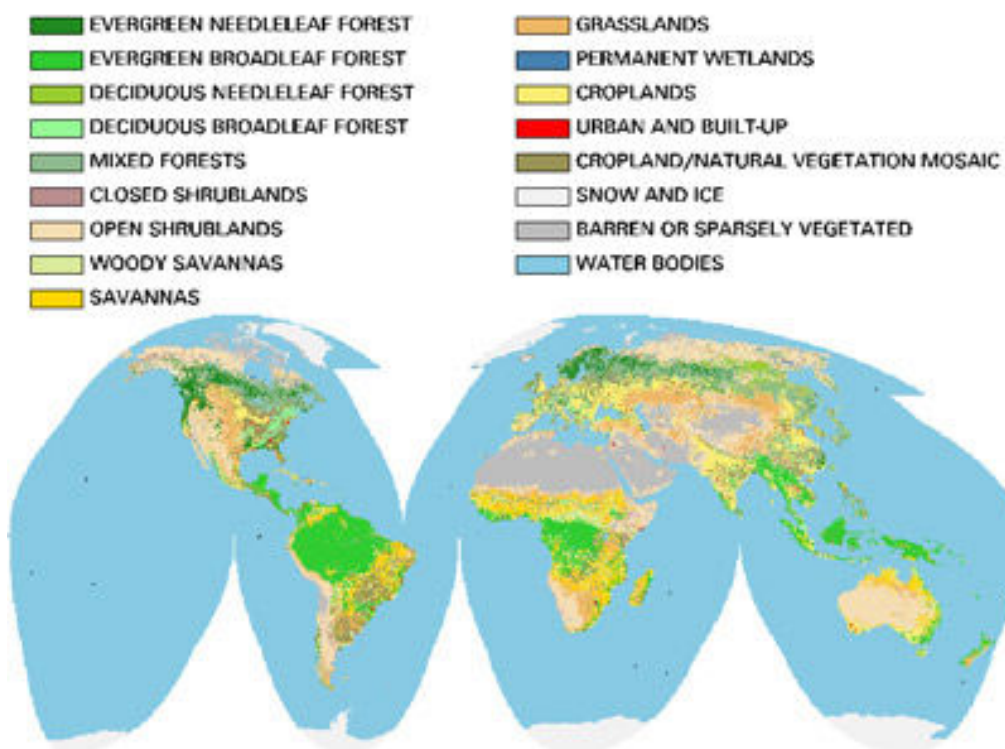 EVERGREEN NEEDLELEAF FOREST
EVERGREEN BROADLEAF FOREST
DECIDUOUS NEEDLELEAF FOREST
DECIDUOUS BROADLEAF FOREST
MIXED FORESTS
CLOSED SHRUBLANDS
OPEN SHRUBLANDS
WOODY SAVANNAS
SAVANNAS
GRASSLANDS
PERMANENT WETLANDS
CROPLANDS
URBAN AND BUILT-UP
CROPLAND/NATURAL VEGETATION MOSAIC
SNOW AND ICE
BARREN OR SPARSELY VEGETATED
WATER BODIES